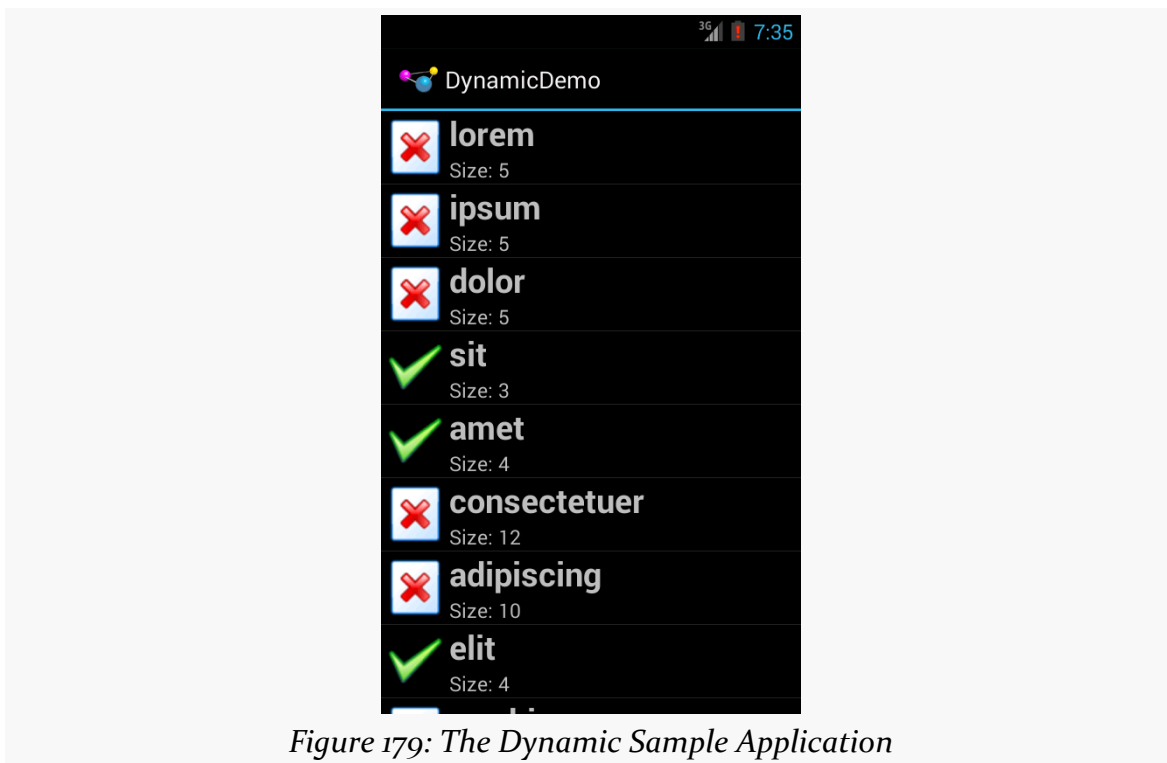 3G 7:35
DynamicDemo
lorem
Size: 5
ipsum
Size: 5
dolor
Size: 5
sit
Size: 3
amet
Size: 4
consectetuer
Size: 12
adipiscing
Size: 10
elit
Size: 4
Figure 179: The Dynamic Sample Application